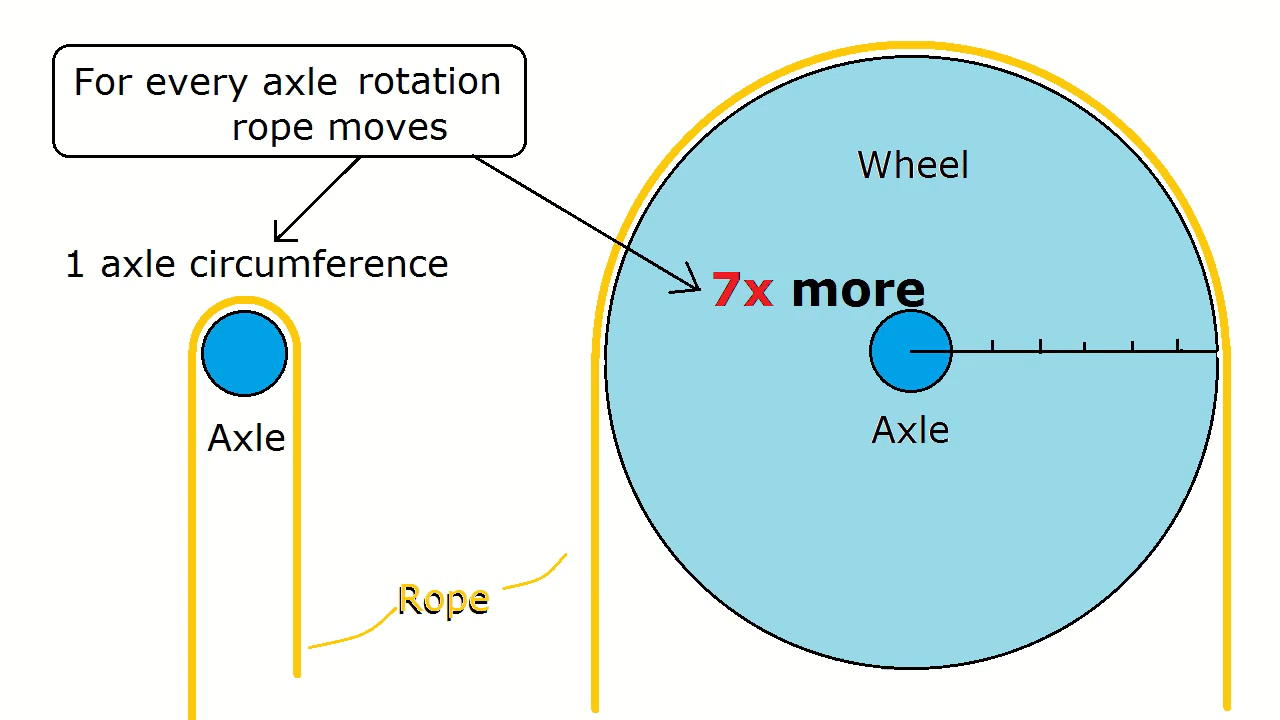 For every axle rotation
rope moves
1 axle circumference
Axle
Wheel
7x more
Axle
Rope